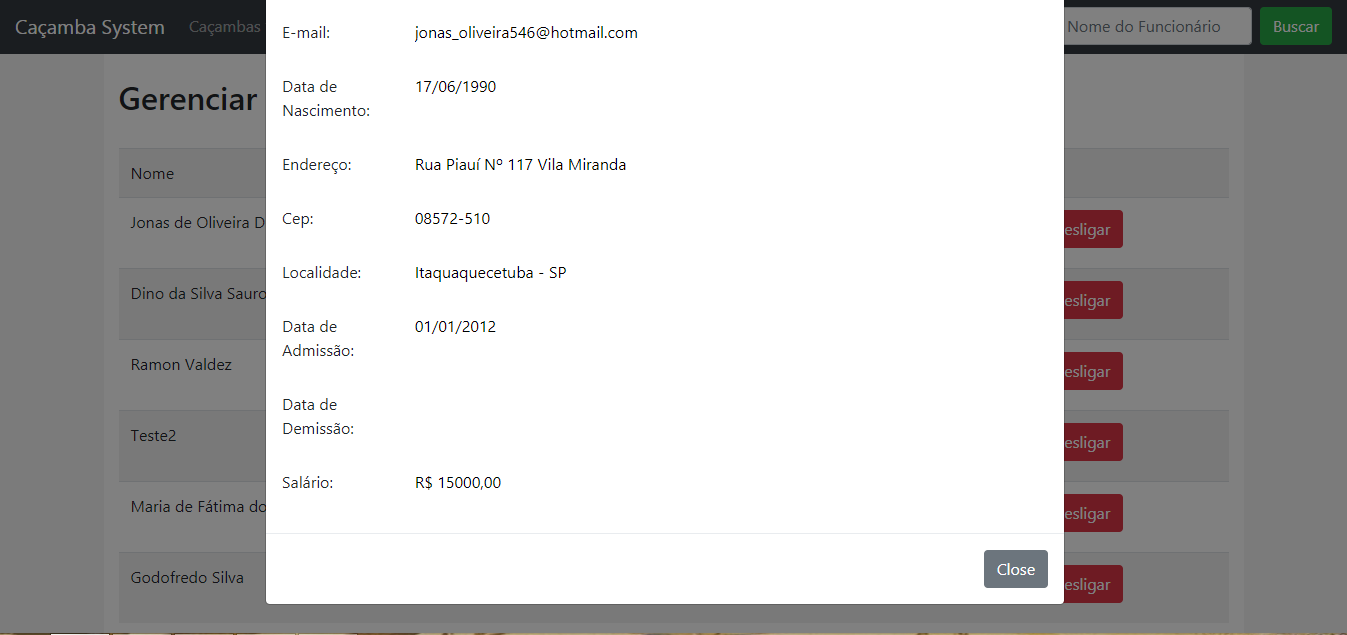 Caçamba System Caçambas Nome do Funcionário Buscar
E-mail: jonas_oliveira546@hotmail.com
Data de Nascimento: 17/06/1990
Gerenciar
Endereço: Rua Piauí Nº 117 Vila Miranda
Nome
Cep: 08572-510
Jonas de Oliveira D esligar
Localidade: Itaquaquecetuba - SP
Dino da Silva Sauro esligar
Data de Admissão: 01/01/2012
Ramon Valdez esligar
Data de Demissão:
Teste2 esligar
Salário: R$ 15000,00
Maria de Fátima do esligar
Close
Godofredo Silva esligar